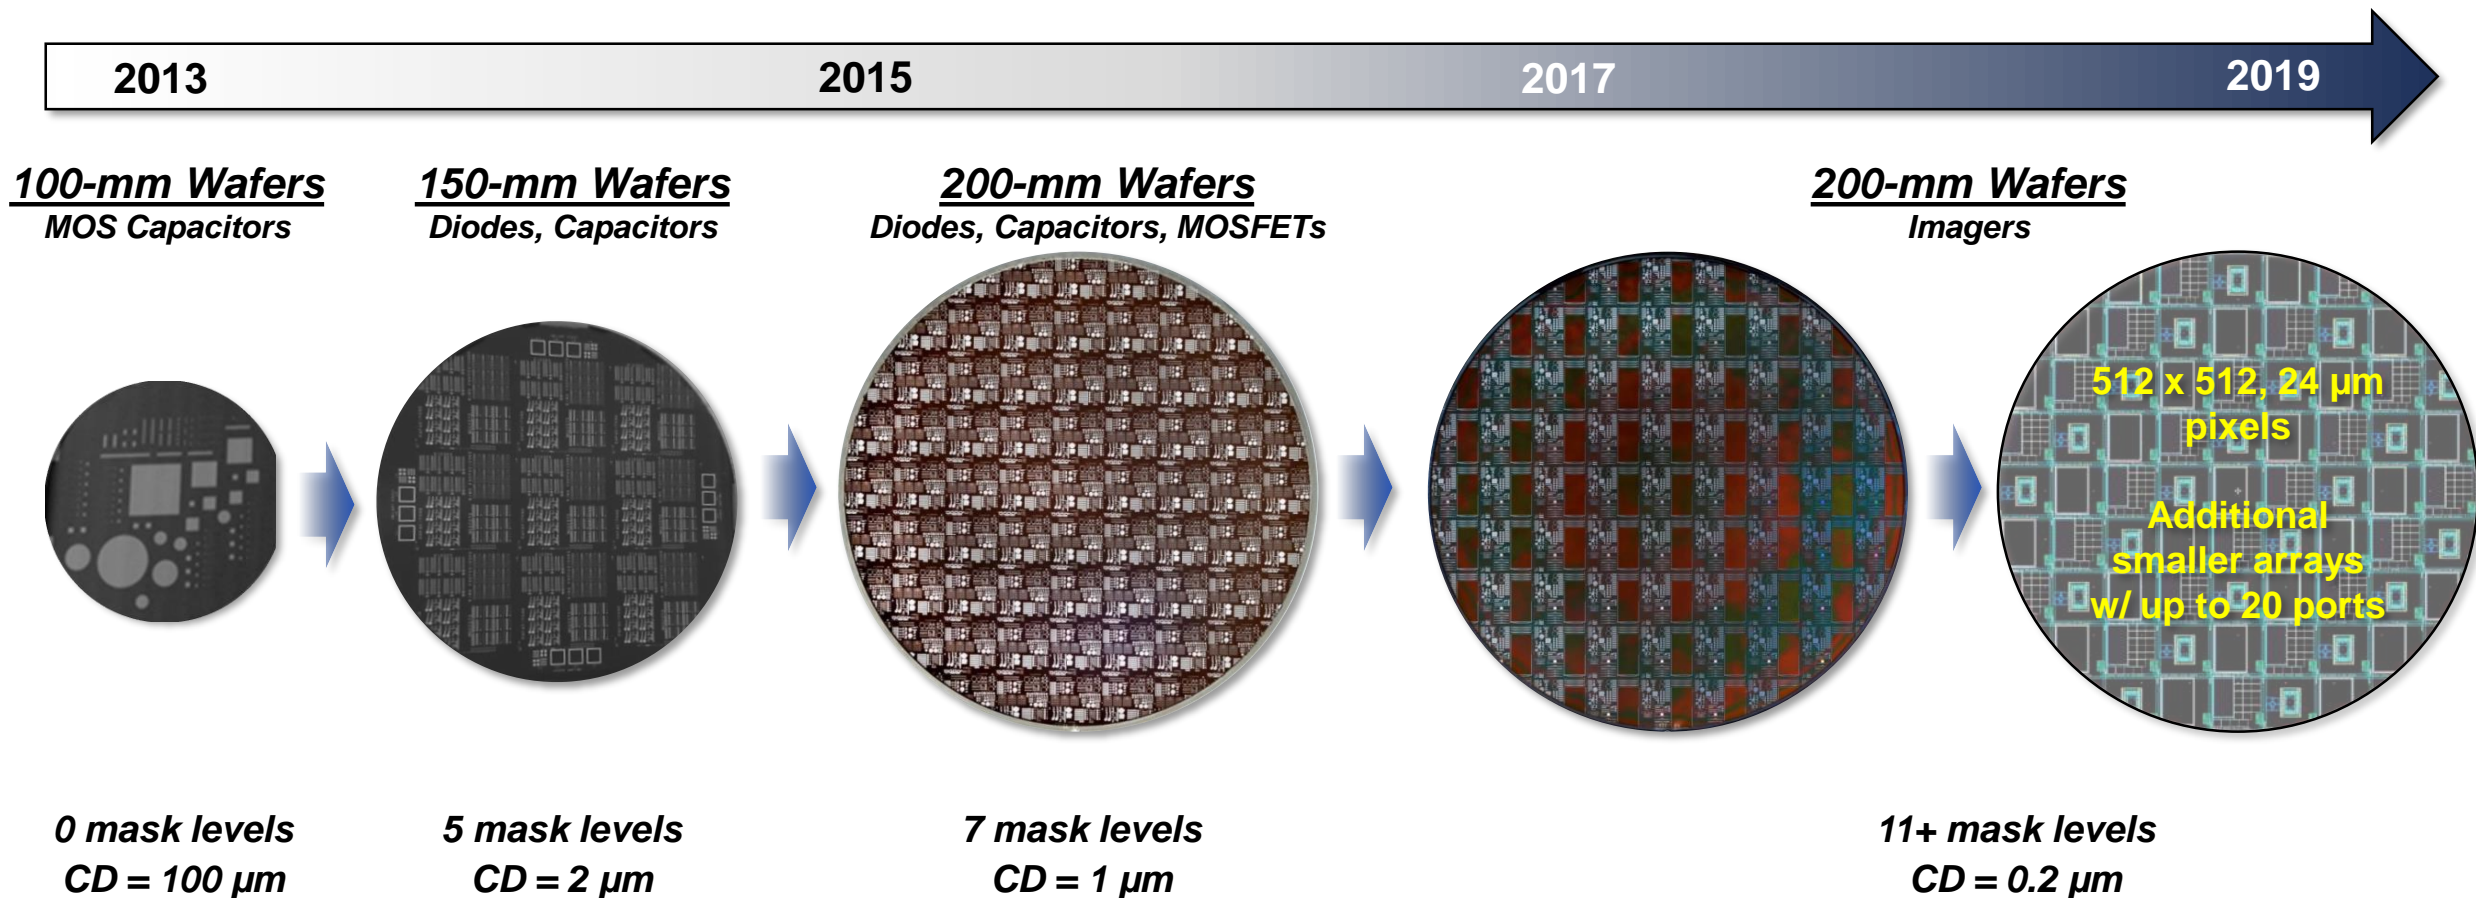 2013
2015
2017
2019
100-mm Wafers
MOS Capacitors
150-mm Wafers
Diodes, Capacitors
200-mm Wafers
Diodes, Capacitors, MOSFETs
200-mm Wafers
Imagers
512 x 512, 24 µm
pixels
Additional
smaller arrays
w/ up to 20 ports
0 mask levels
CD = 100 µm
5 mask levels
CD = 2 µm
7 mask levels
CD = 1 µm
11+ mask levels
CD = 0.2 µm